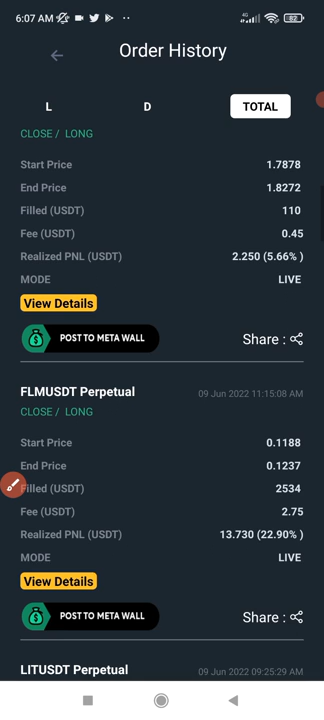 6:07 AM
4G
62
Order History
L D TOTAL
CLOSE / LONG
Start Price 1.7878
End Price 1.8272
Filled (USDT) 110
Fee (USDT) 0.45
Realized PNL (USDT) 2.250 (5.66% )
MODE LIVE
View Details
POST TO META WALL Share :
FLMUSDT Perpetual 09 Jun 2022 11:15:08 AM
CLOSE / LONG
Start Price 0.1188
End Price 0.1237
Filled (USDT) 2534
Fee (USDT) 2.75
Realized PNL (USDT) 13.730 (22.90% )
MODE LIVE
View Details
POST TO META WALL Share :
LITUSDT Perpetual 09 Jun 2022 09:25:29 AM